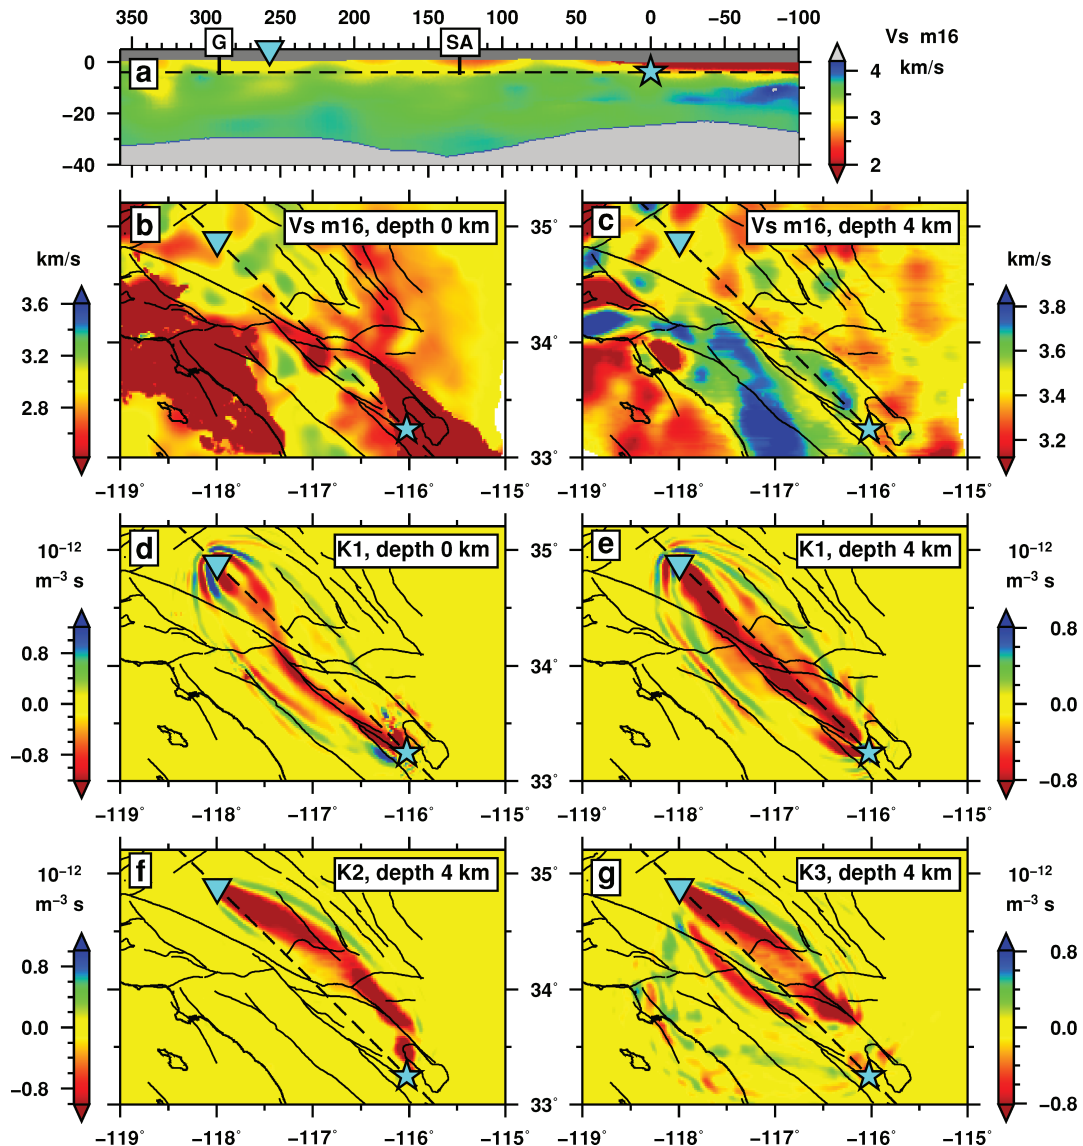 350 300 250 200 150 100 50 0 −50 −100
G SA
Vs m16
km/s
a
0
−20
−40
4
3
2
b
Vs m16, depth 0 km
35˚
34˚
33˚
−119˚ −118˚ −117˚ −116˚ −115˚
km/s
3.6
3.2
2.8
c
Vs m16, depth 4 km
−119˚ −118˚ −117˚ −116˚ −115˚
km/s
3.8
3.6
3.4
3.2
d
K1, depth 0 km
35˚
34˚
33˚
−119˚ −118˚ −117˚ −116˚ −115˚
10−12
m−3 s
0.8
0.0
−0.8
e
K1, depth 4 km
−119˚ −118˚ −117˚ −116˚ −115˚
10−12
m−3 s
0.8
0.0
−0.8
f
K2, depth 4 km
35˚
34˚
33˚
−119˚ −118˚ −117˚ −116˚ −115˚
10−12
m−3 s
0.8
0.0
−0.8
g
K3, depth 4 km
−119˚ −118˚ −117˚ −116˚ −115˚
10−12
m−3 s
0.8
0.0
−0.8